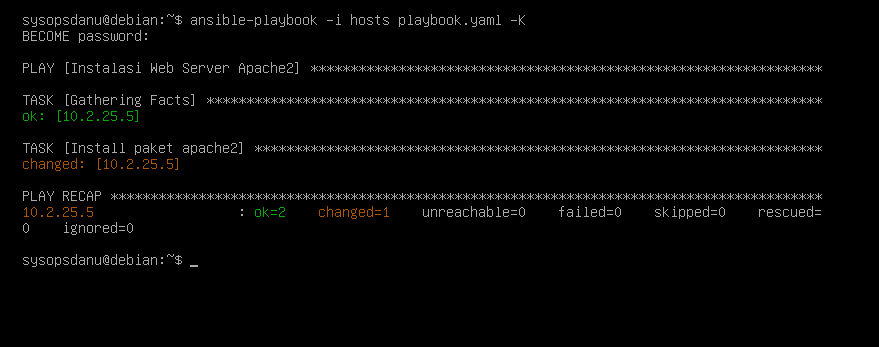 sysopsdanu@debian:~$ ansible-playbook -i hosts playbook.yaml -K
BECOME password:
PLAY [Instalasi Web Server Apache2] ****************************************************************
TASK [Gathering Facts] *****************************************************************************
ok: [10.2.25.5]
TASK [Install paket apache2] ***********************************************************************
changed: [10.2.25.5]
PLAY RECAP *****************************************************************************************
10.2.25.5                  : ok=2    changed=1    unreachable=0    failed=0    skipped=0    rescued=
0    ignored=0
sysopsdanu@debian:~$ _